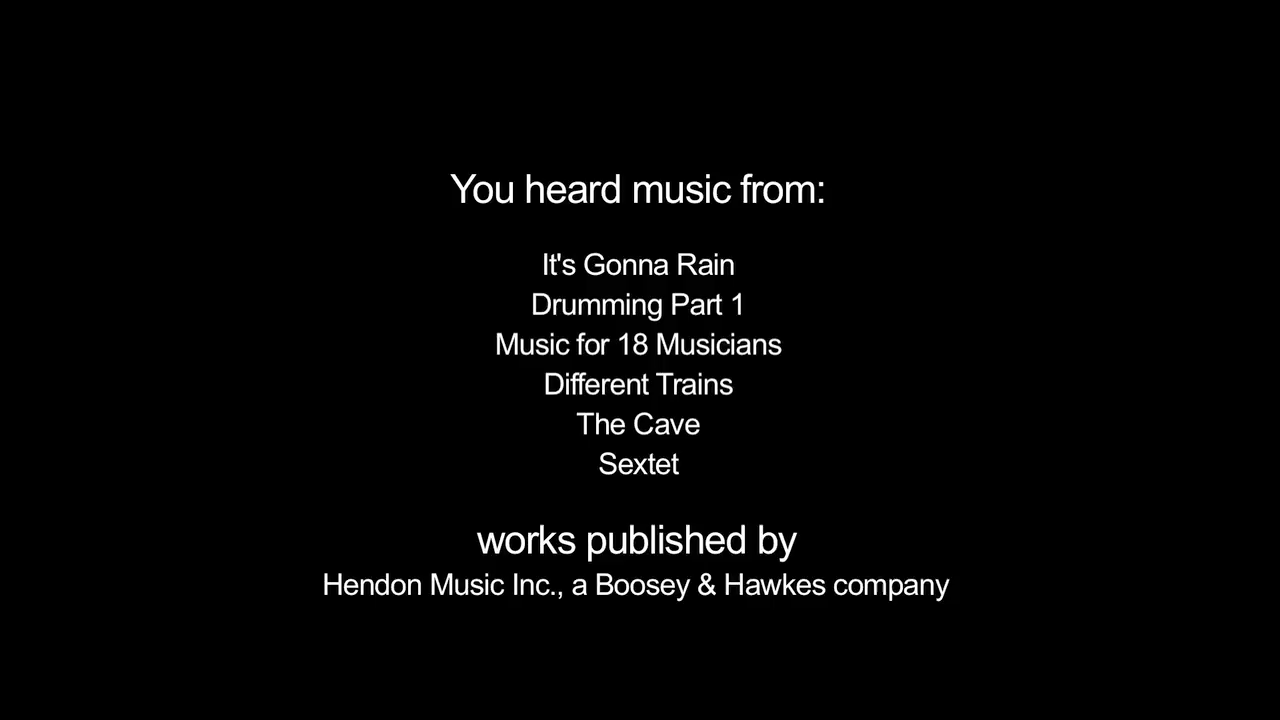 You heard music from:
It's Gonna Rain
Drumming Part 1
Music for 18 Musicians
Different Trains
The Cave
Sextet
works published by
Hendon Music Inc., a Boosey & Hawkes company